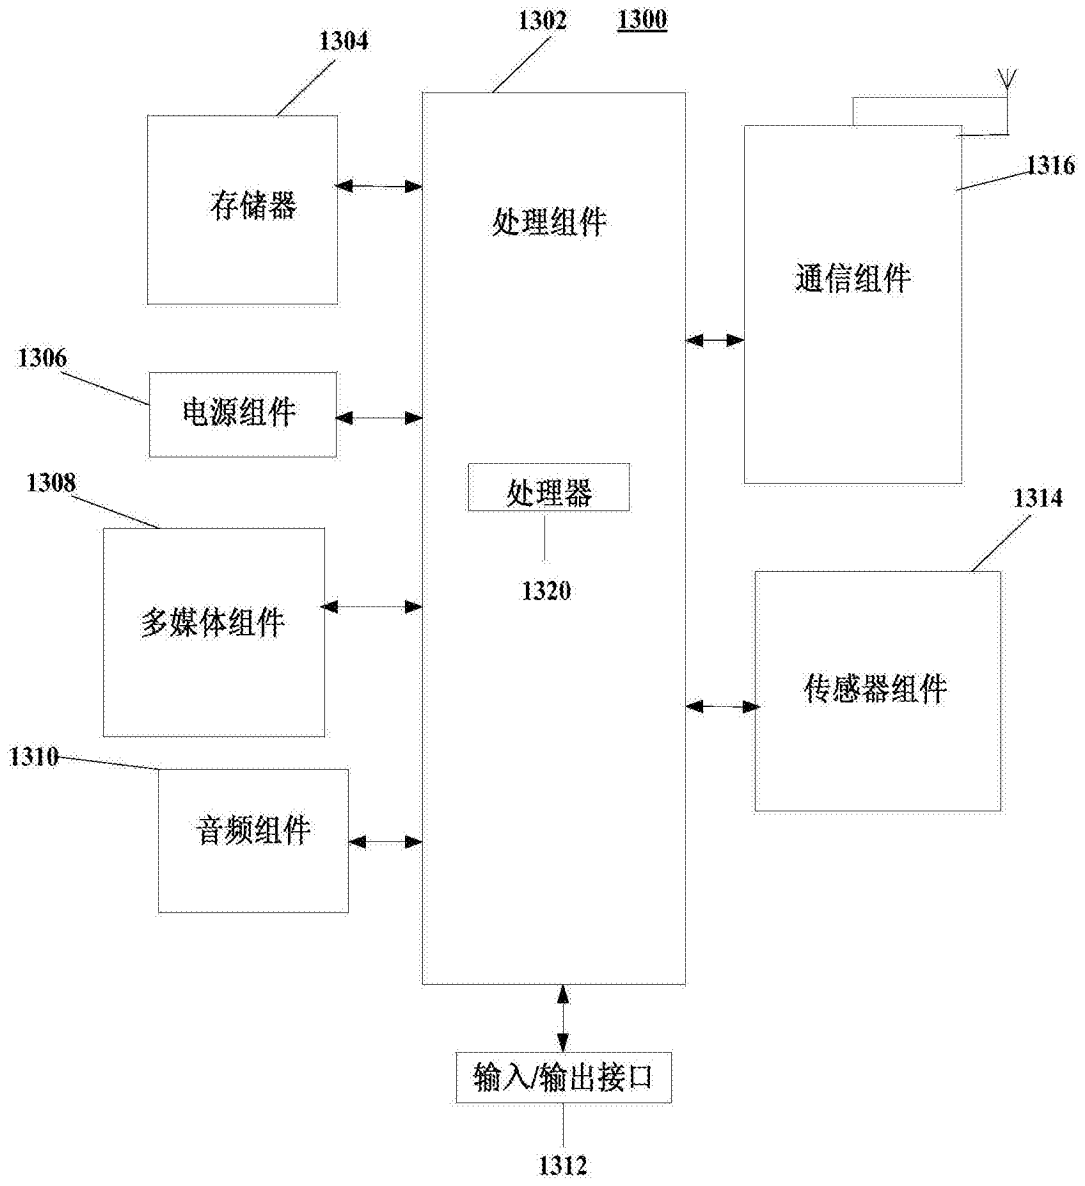 1302
1300
1304
存储器
处理组件
1316
通信组件
1306
电源组件
1308
处理器
1314
1320
多媒体组件
传感器组件
1310
音频组件
输入/输出接口
1312